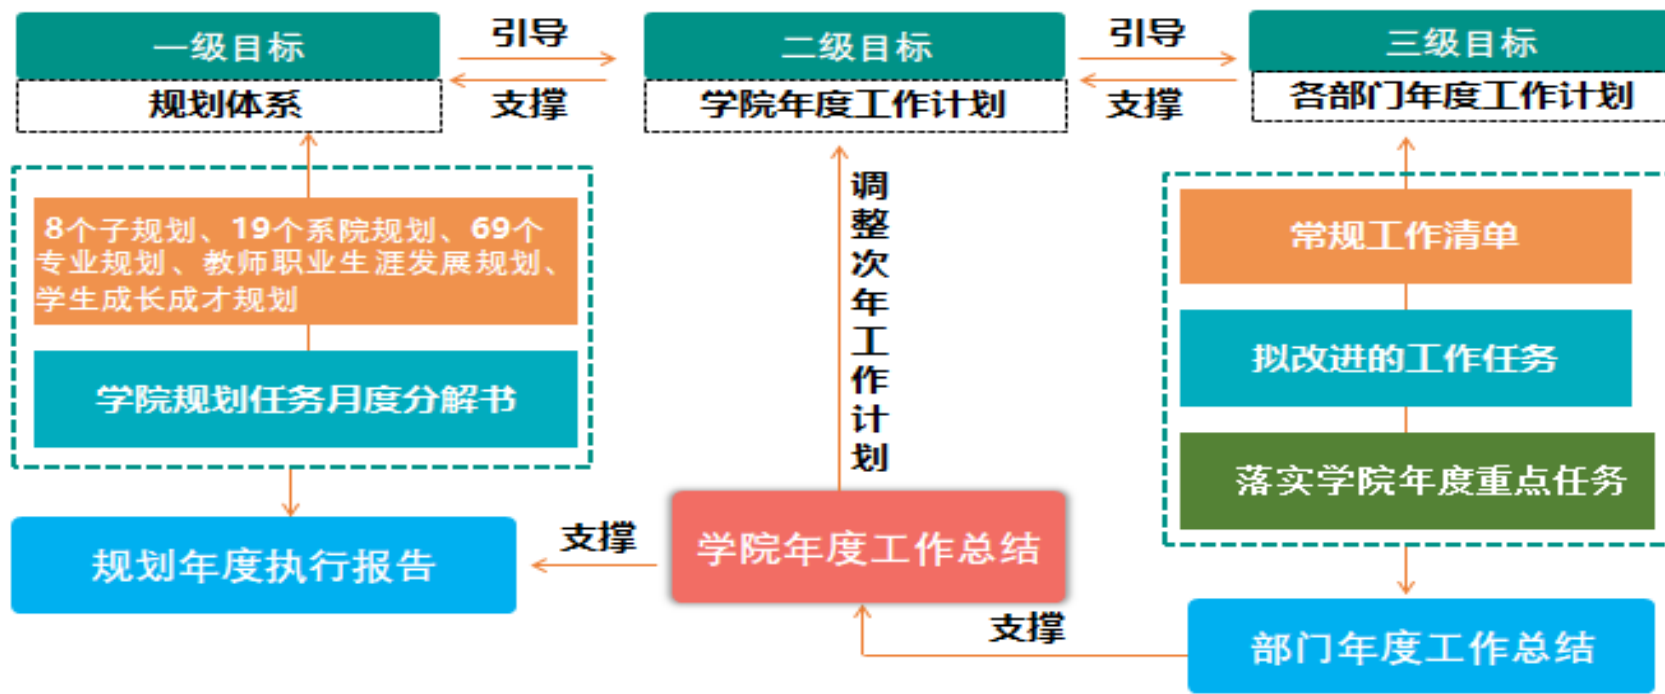 一级目标
引导
二级目标
引导
三级目标
规划体系
支撑
学院年度工作计划
支撑
各部门年度工作计划
8个子规划、19个系院规划、69个
专业规划、教师职业生涯发展规划、
学生成长成才规划
学院规划任务月度分解书
调整次年工作计划
常规工作清单
拟改进的工作任务
落实学院年度重点任务
规划年度执行报告
支撑
学院年度工作总结
支撑
部门年度工作总结